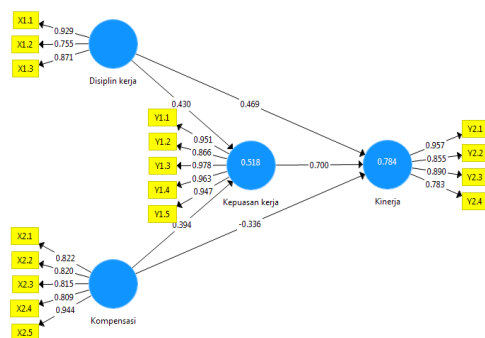 X1.1
0.929
X1.2
0.755
X1.3
0.871
Disiplin kerja
0.430
0.469
Y1.1
0.951
Y1.2
0.866
Y1.3
0.978
Y1.4
0.963
Y1.5
0.947
0.518
Kepuasan kerja
0.700
0.784
Kinerja
Y2.1
0.957
Y2.2
0.855
Y2.3
0.890
Y2.4
0.783
0.394
-0.336
X2.1
0.822
X2.2
0.820
X2.3
0.815
X2.4
0.809
X2.5
0.944
Kompensasi